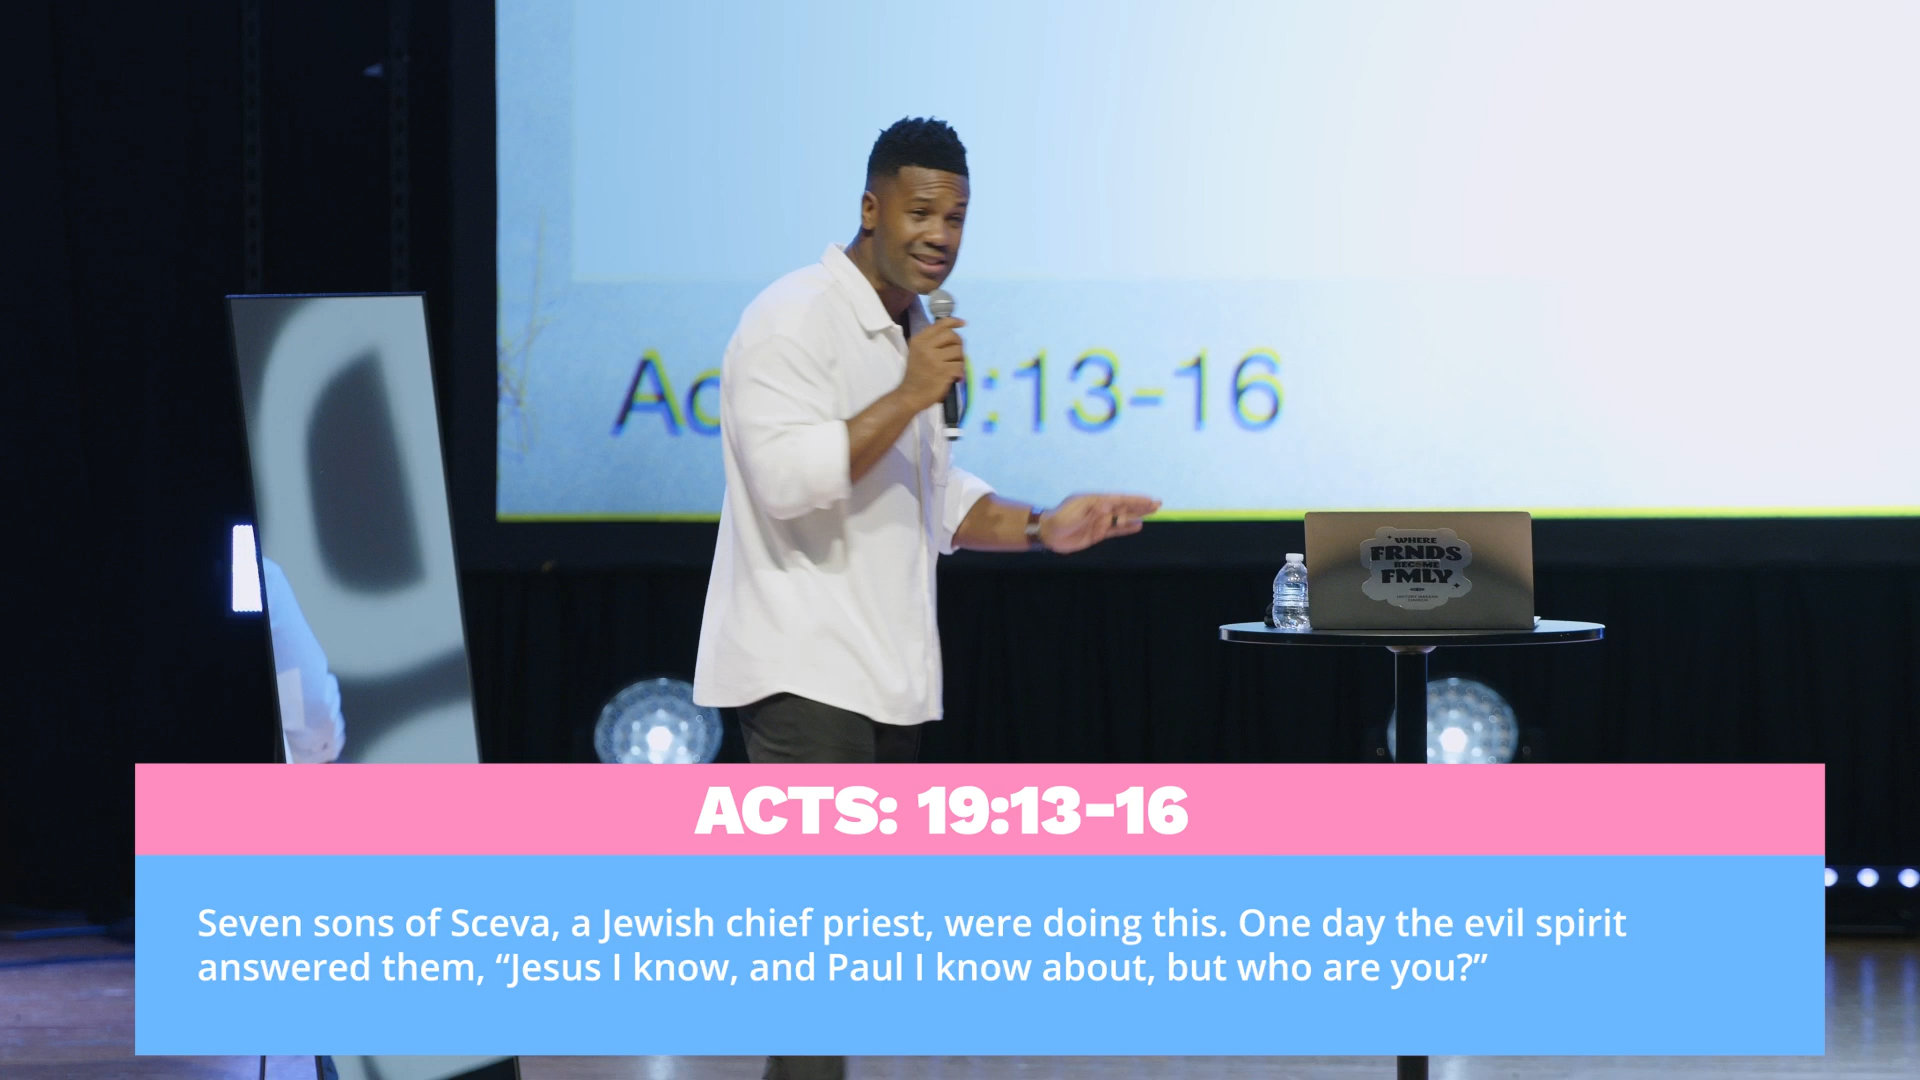 Ac 9:13-16
WHERE
FRNDS
BECOME
FMLY
ACTS: 19:13-16
Seven sons of Sceva, a Jewish chief priest, were doing this. One day the evil spirit
answered them, “Jesus I know, and Paul I know about, but who are you?”